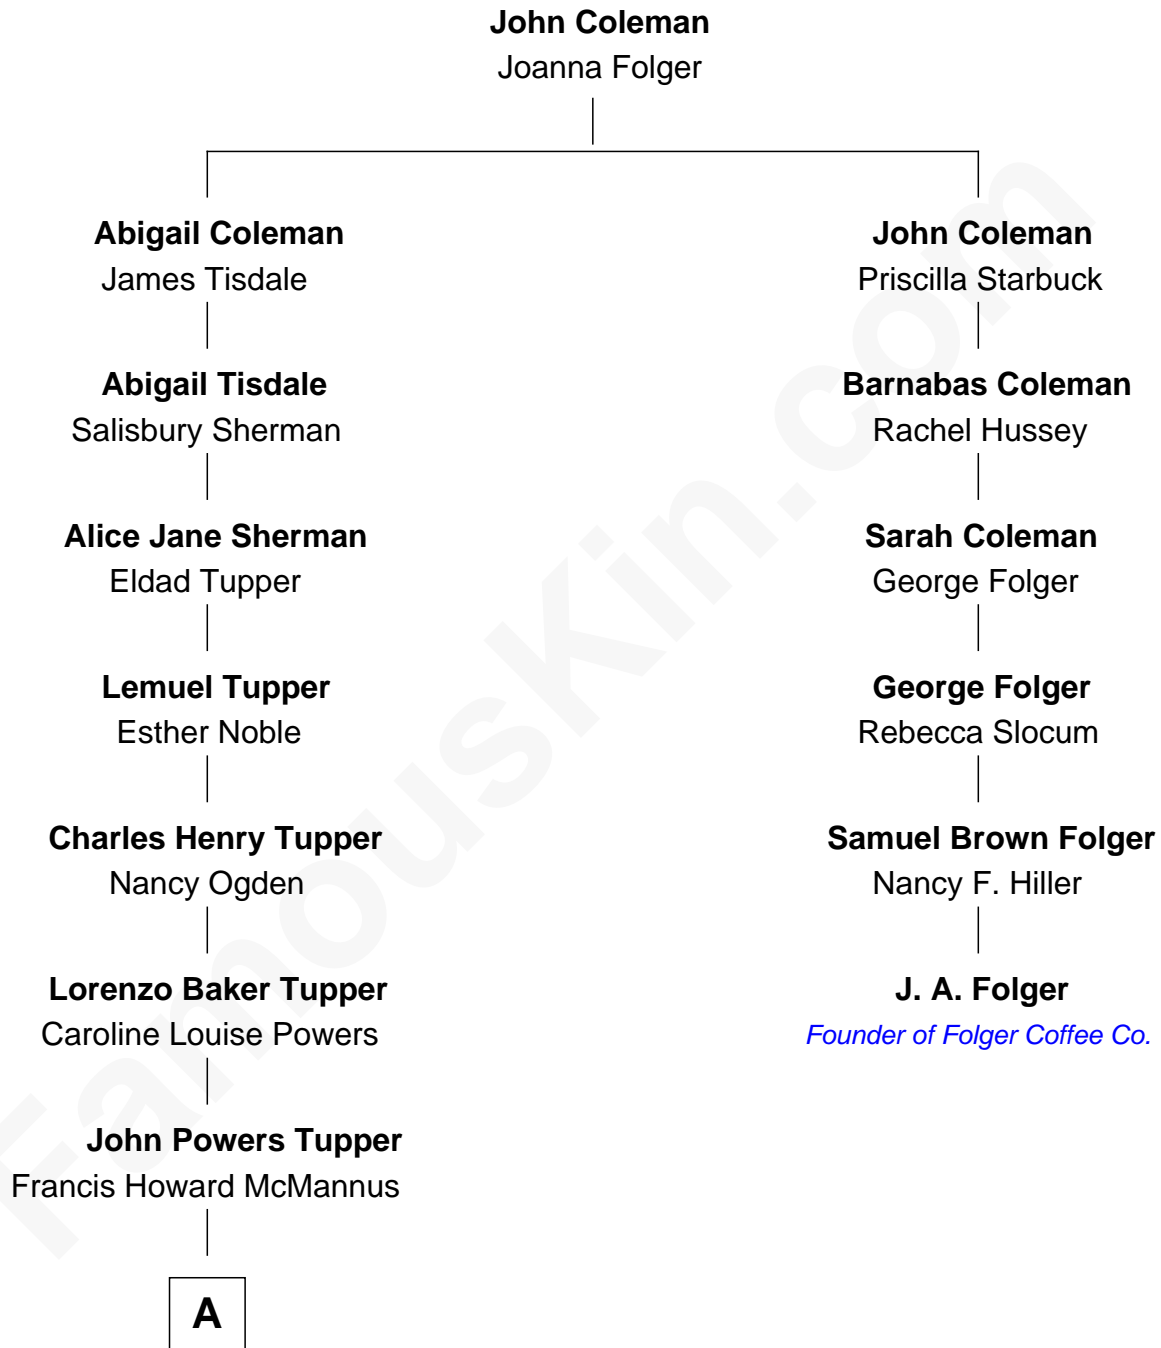 John Coleman
Joanna Folger
Abigail Coleman
James Tisdale
John Coleman
Priscilla Starbuck
Abigail Tisdale
Salisbury Sherman
Barnabas Coleman
Rachel Hussey
Alice Jane Sherman
Eldad Tupper
Sarah Coleman
George Folger
Lemuel Tupper
Esther Noble
George Folger
Rebecca Slocum
Charles Henry Tupper
Nancy Ogden
Samuel Brown Folger
Nancy F. Hiller
Lorenzo Baker Tupper
Caroline Louise Powers
J. A. Folger
Founder of Folger Coffee Co.
John Powers Tupper
Francis Howard McMannus
A
FamousKin.com